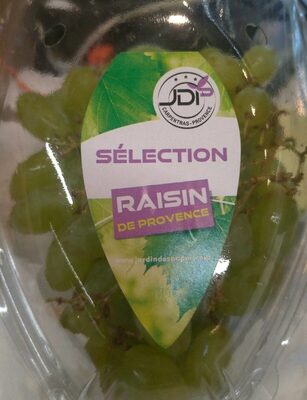 JDP
CARPENTRAS - PROVENCE
SÉLECTION
RAISIN
DE PROVENCE